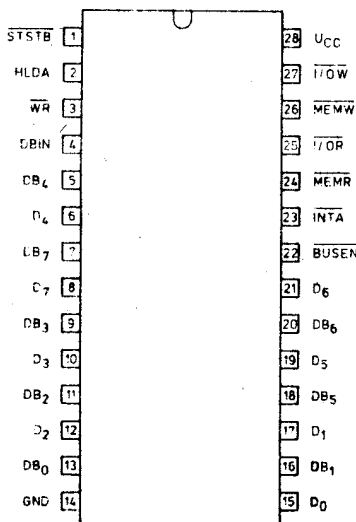 STSTB 1 28 UCC
HLDA 2 27 I/OW
WR 3 26 MEMW
DBIN 4 25 I/OR
DB4 5 24 MEMR
D4 6 23 INTA
DB7 7 22 BUSEN
D7 8 21 D6
DB3 9 20 DB6
D3 10 19 D5
DB2 11 18 DB5
D2 12 17 D1
DB0 13 16 DB1
GND 14 15 D0